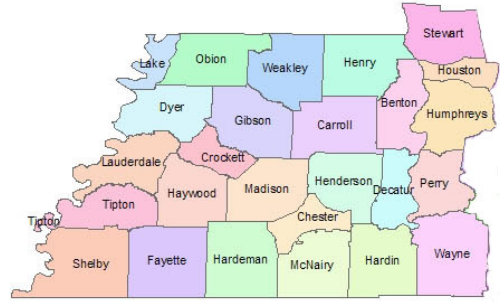 Stewart
Lake
Obion
Weakley
Henry
Houston
Dyer
Gibson
Carroll
Benton
Humphreys
Lauderdale
Crockett
Haywood
Madison
Henderson
Decatur
Perry
Tipton
Tipton
Chester
Shelby
Fayette
Hardeman
McNairy
Hardin
Wayne